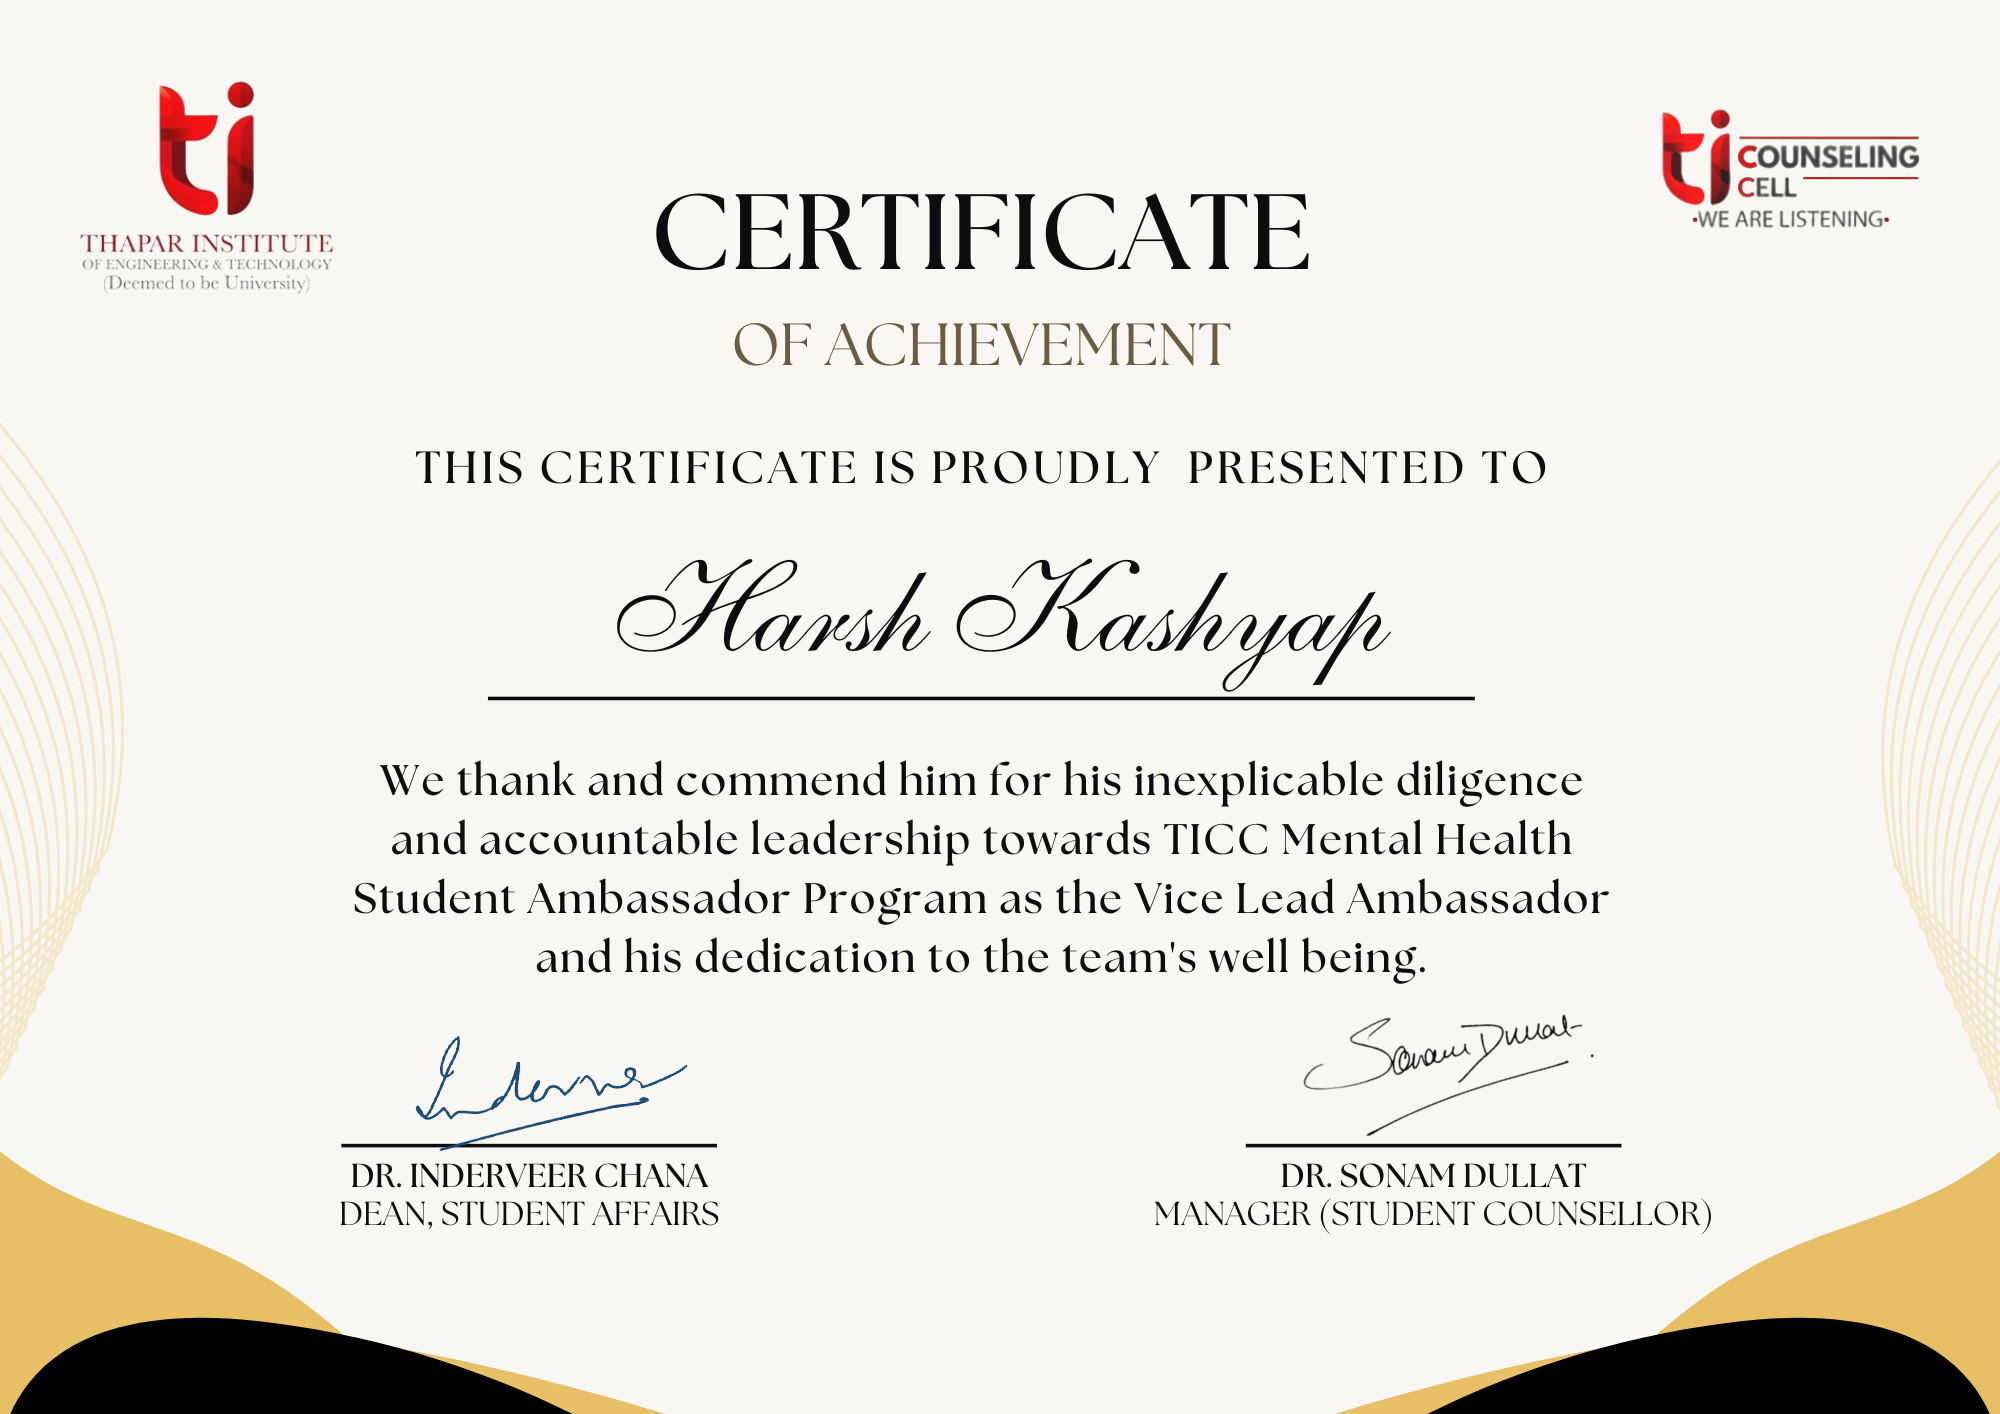 THAPAR INSTITUTE
OF ENGINEERING & TECHNOLOGY
(Deemed to be University)
ti COUNSELING
CELL
•WE ARE LISTENING•
CERTIFICATE
OF ACHIEVEMENT
THIS CERTIFICATE IS PROUDLY PRESENTED TO
Harsh Kashyap
We thank and commend him for his inexplicable diligence
and accountable leadership towards TICC Mental Health
Student Ambassador Program as the Vice Lead Ambassador
and his dedication to the team's well being.
Sonam Dullat
DR. INDERVEER CHANA
DEAN, STUDENT AFFAIRS
DR. SONAM DULLAT
MANAGER (STUDENT COUNSELLOR)